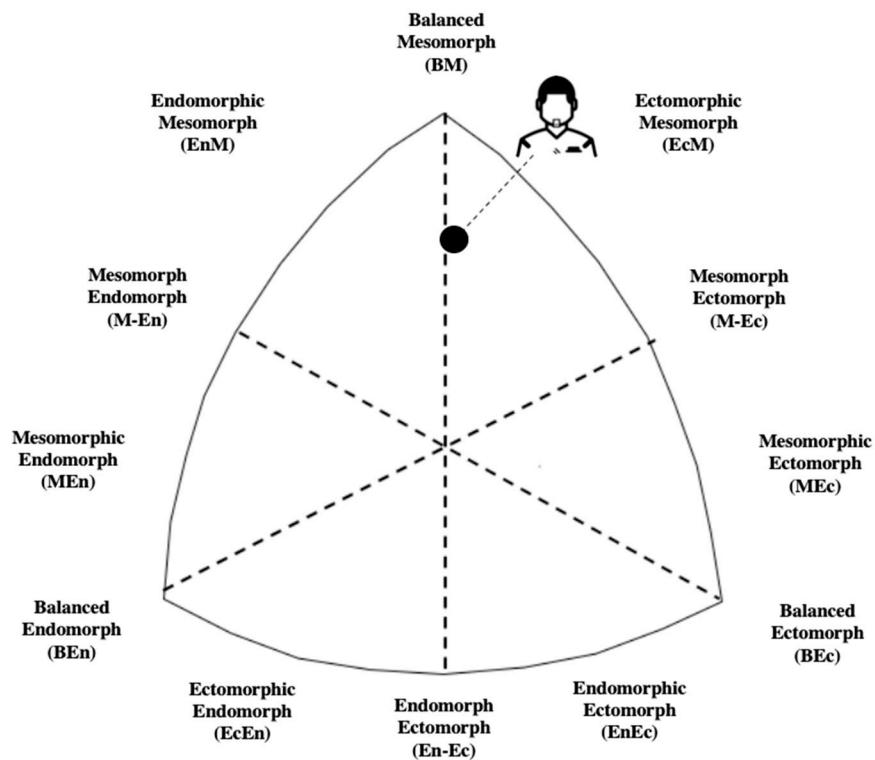 Balanced
Mesomorph
(BM)
Endomorphic
Mesomorph
(EnM)
Ectomorphic
Mesomorph
(EcM)
Mesomorph
Endomorph
(M-En)
Mesomorph
Ectomorph
(M-Ec)
Mesomorphic
Endomorph
(MEn)
Mesomorphic
Ectomorph
(MEc)
Balanced
Endomorph
(BEn)
Balanced
Ectomorph
(BEc)
Ectomorphic
Endomorph
(EcEn)
Endomorph
Ectomorph
(En-Ec)
Endomorphic
Ectomorph
(EnEc)